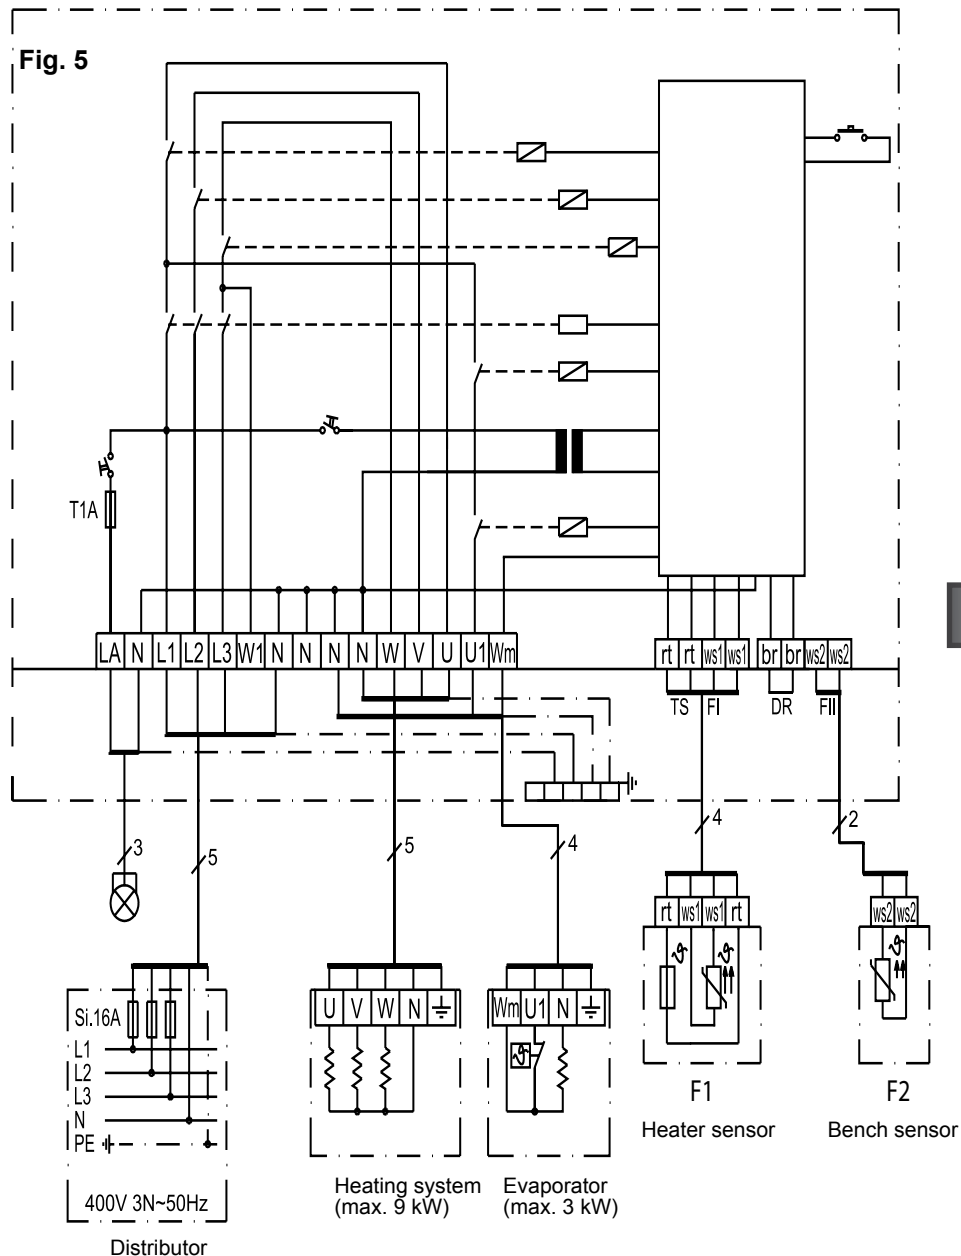 Fig. 5
T1A
LA N L1 L2 L3 W1 N N N N W V U U1 Wm
rt rt ws1 ws1 br br ws2 ws2
TS FI DR FII
3 5 5 4 4 2
rt ws1 ws1 rt
ws2 ws2
ϑ ϑ
U V W N
Wm U1 N
ϑ
Si.16A
L1
L2
L3
N
PE
400V 3N~50Hz
Distributor
Heating system
(max. 9 kW)
Evaporator
(max. 3 kW)
F1
Heater sensor
F2
Bench sensor